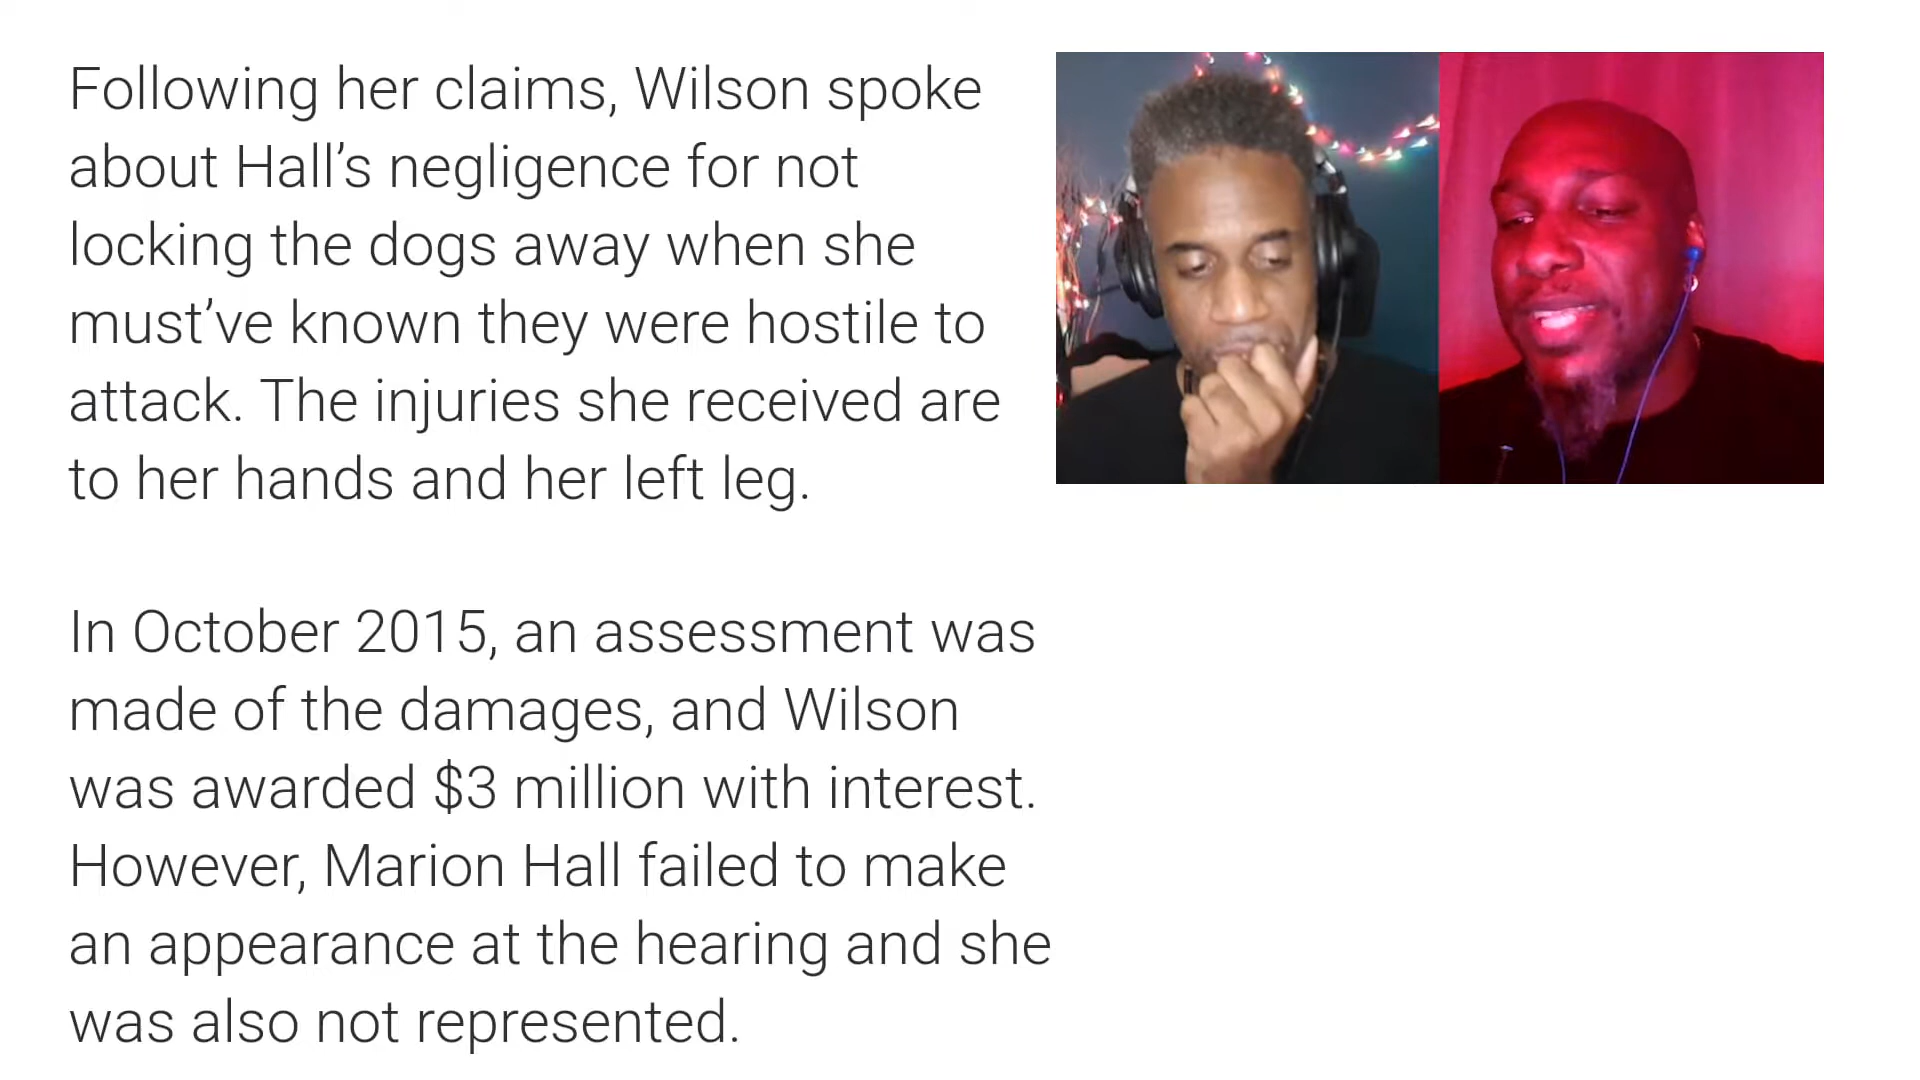 Following her claims, Wilson spoke
about Hall’s negligence for not
locking the dogs away when she
must’ve known they were hostile to
attack. The injuries she received are
to her hands and her left leg.
In October 2015, an assessment was
made of the damages, and Wilson
was awarded $3 million with interest.
However, Marion Hall failed to make
an appearance at the hearing and she
was also not represented.